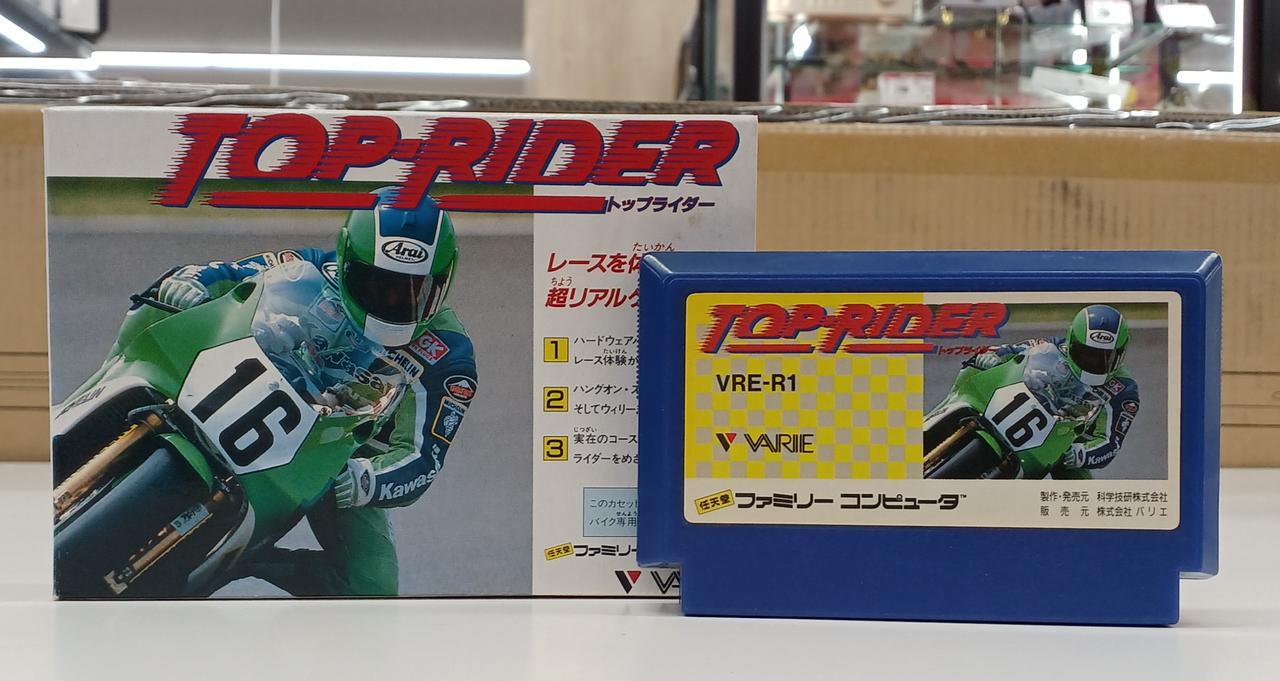 TOP-RIDER
トップライダー
Arai
たいかん
レースを体
ちょう
超リアル
1
ハードウェア
たいけん
レース体験が
2
ハングオン・
そしてウィリー
じつざい
3
実在のコース
ライダーをめざ
このカセッ
せんよう
バイク専用
任天堂 ファミリー
VA
16
GK
Kawas
TOP-RIDER
トップライダー
VRE-R1
VARIE
Arai
16
Kawas
任天堂 ファミリー コンピュータ™
製作・発売元 科学技研株式会社
販売元 株式会社バリエ